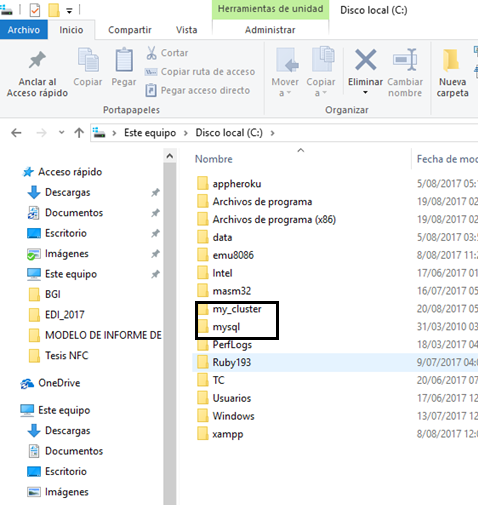 Herramientas de unidad
Disco local (C:)
Archivo
Inicio
Compartir
Vista
Administrar
Anclar al
Acceso rápido
Copiar
Pegar
Cortar
Copiar ruta de acceso
Pegar acceso directo
Portapapeles
Mover
a
Copiar
a
Eliminar
Cambiar
nombre
Organizar
Nueva
carpeta
Este equipo
Disco local (C:)
Acceso rápido
Descargas
Documentos
Escritorio
Imágenes
Este equipo
BGI
EDI_2017
MODELO DE INFORME DE
Tesis NFC
OneDrive
Este equipo
Descargas
Documentos
Escritorio
Imágenes
Nombre Fecha de mo
appheroku 5/08/2017 05:
Archivos de programa 19/08/2017 02
Archivos de programa (x86) 19/08/2017 02
data 5/08/2017 03:
emu8086 8/08/2017 11:
Intel 17/06/2017 01
masm32 16/07/2017 05
my_cluster 20/08/2017 05
mysql 31/03/2010 03
PerfLogs 18/03/2017 04
Ruby193 9/07/2017 04:
TC 20/06/2017 07
Usuarios 17/06/2017 12
Windows 13/07/2017 12
xampp 8/08/2017 12: